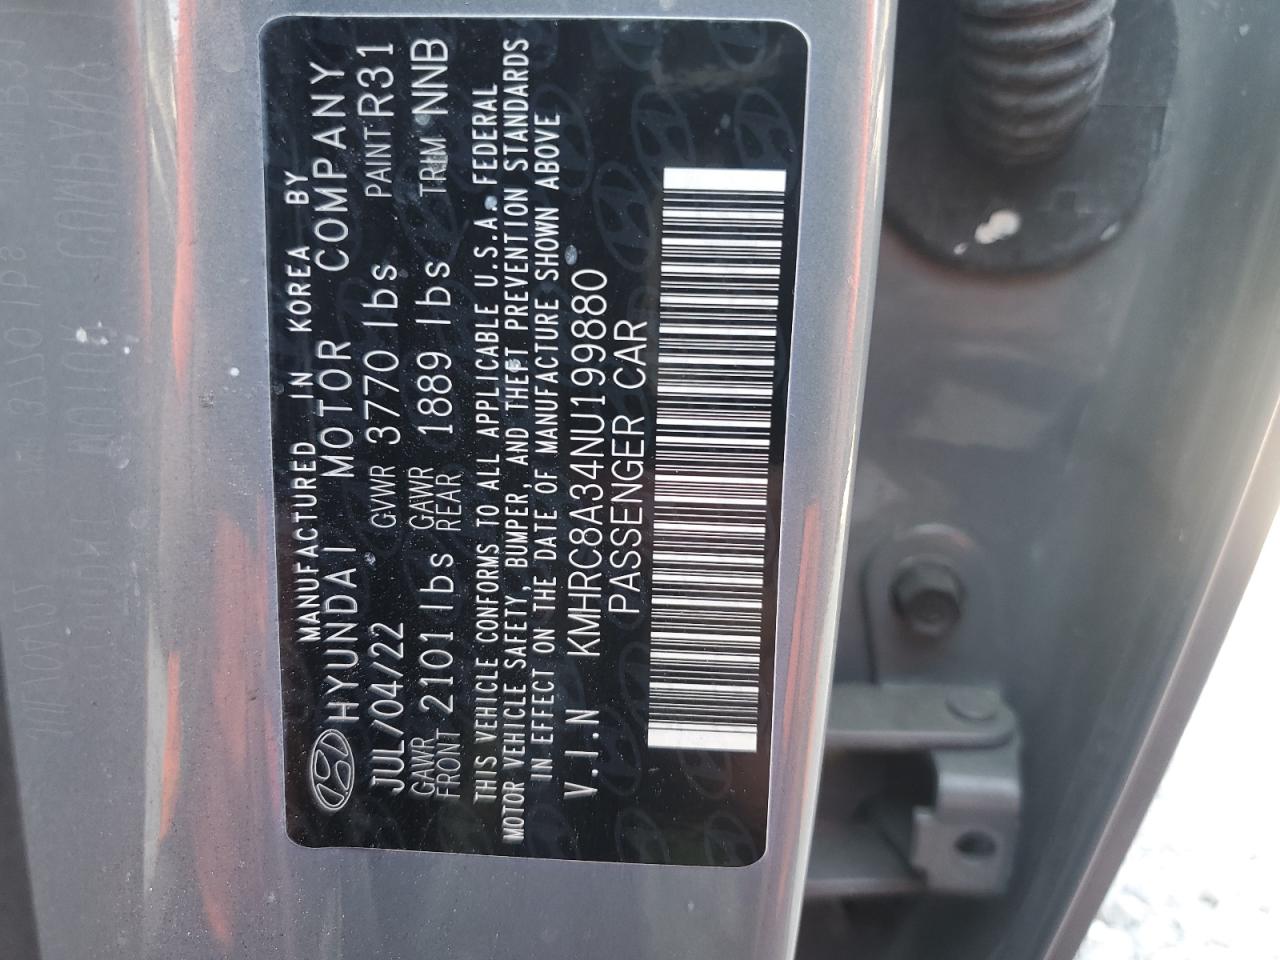 MANUFACTURED IN KOREA BY
HYUNDAI MOTOR COMPANY
JUL/04/22 GVWR 3770 lbs PAINT R31
GAWR FRONT 2101 lbs GAWR REAR 1889 lbs TRIM NNB
THIS VEHICLE CONFORMS TO ALL APPLICABLE U.S.A. FEDERAL
MOTOR VEHICLE SAFETY, BUMPER, AND THEFT PREVENTION STANDARDS
IN EFFECT ON THE DATE OF MANUFACTURE SHOWN ABOVE
V.I.N KMHRC8A34NU199880
PASSENGER CAR